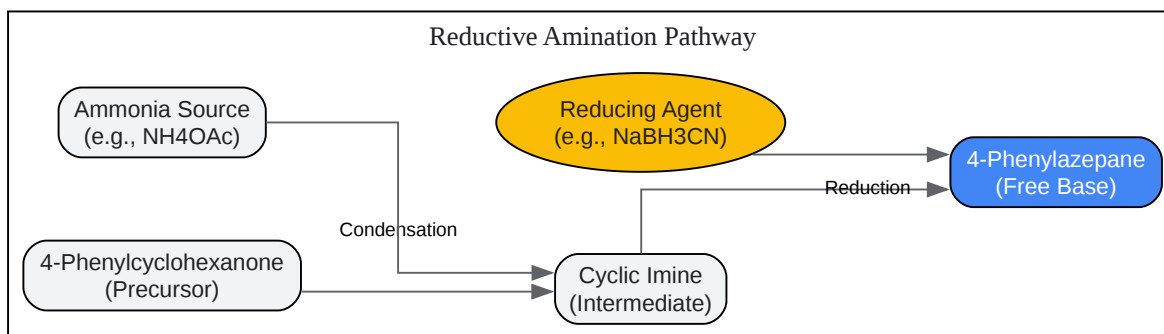 Reductive Amination Pathway
Ammonia Source
(e.g., NH4OAc)
Reducing Agent
(e.g., NaBH3CN)
4-Phenylazepane
(Free Base)
Reduction
Condensation
4-Phenylcyclohexanone
(Precursor)
Cyclic Imine
(Intermediate)